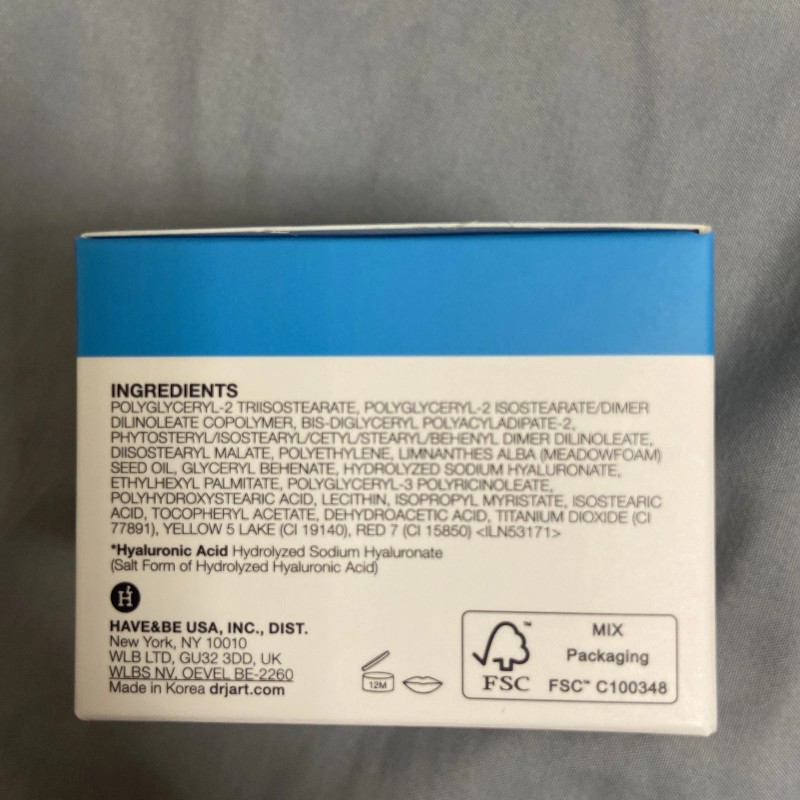 INGREDIENTS
POLYGLYCERYL-2 TRIISOSTEARATE, POLYGLYCERYL-2 ISOSTEARATE/DIMER
DILINOLEATE COPOLYMER, BIS-DIGLYCERYL POLYACYLADIPATE-2,
PHYTOSTERYL/ISOSTEARYL/CETYL/STEARYL/BEHENYL DIMER DILINOLEATE,
DIISOSTEARYL MALATE, POLYETHYLENE, LIMNANTHES ALBA (MEADOWFOAM)
SEED OIL, GLYCERYL BEHENATE, HYDROLYZED SODIUM HYALURONATE,
ETHYLHEXYL PALMITATE, POLYGLYCERYL-3 POLYRICINOLEATE,
POLYHYDROXYSTEARIC ACID, LECITHIN, ISOPROPYL MYRISTATE, ISOSTEARIC
ACID, TOCOPHERYL ACETATE, DEHYDROACETIC ACID, TITANIUM DIOXIDE (CI
77891), YELLOW 5 LAKE (CI 19140), RED 7 (CI 15850) <ILN53171>
*Hyaluronic Acid Hydrolyzed Sodium Hyaluronate
(Salt Form of Hydrolyzed Hyaluronic Acid)
H
HAVE&BE USA, INC., DIST.
New York, NY 10010
WLB LTD, GU32 3DD, UK
WLBS NV, OEVEL BE-2260
Made in Korea drjart.com
12M
FSC
™
MIX
Packaging
FSC™ C100348